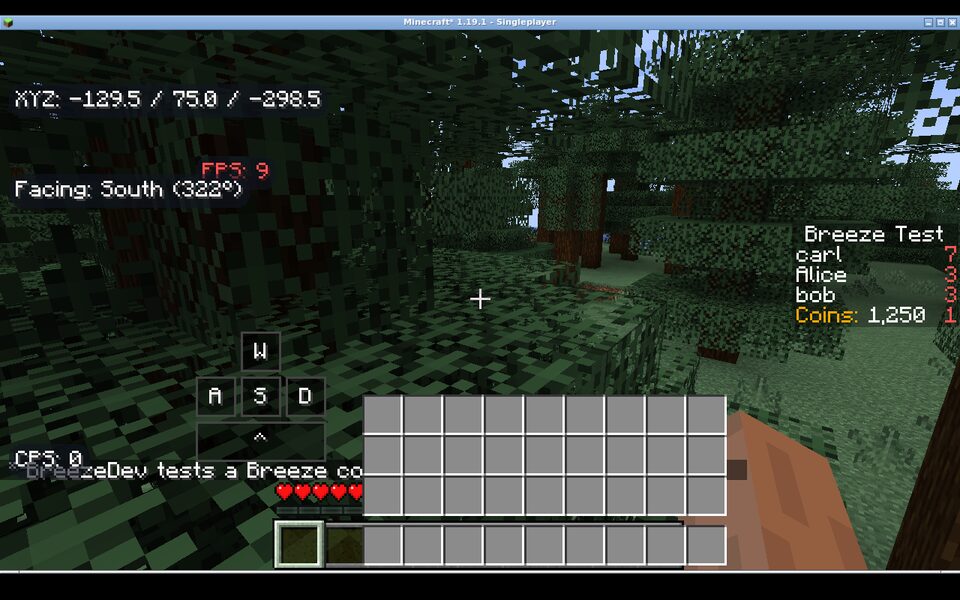 Minecraft* 1.19.1 - Singleplayer
XYZ: -129.5 / 75.0 / -298.5
FPS: 9
Facing: South (322°)
Breeze Test
carl 7
Alice 3
bob 3
Coins: 1,250 1
W
A S D
^
CPS: 0
BreezeDev tests a Breeze co